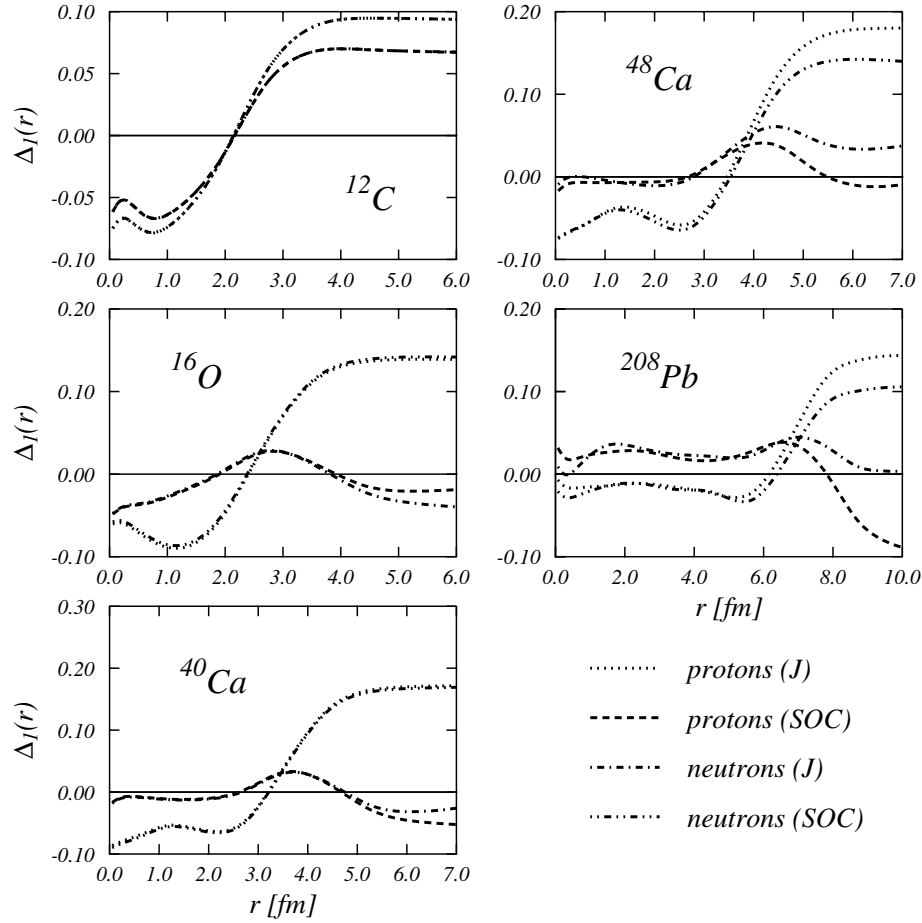 0.10
0.05
0.00
-0.05
-0.10
Δ₁(r)
¹²C
0.0 1.0 2.0 3.0 4.0 5.0 6.0
0.20
0.10
0.00
-0.10
⁴⁸Ca
0.0 1.0 2.0 3.0 4.0 5.0 6.0 7.0
0.20
0.10
0.00
-0.10
Δ₁(r)
¹⁶O
0.0 1.0 2.0 3.0 4.0 5.0 6.0
0.20
0.10
0.00
-0.10
²⁰⁸Pb
0.0 2.0 4.0 6.0 8.0 10.0
r [fm]
0.30
0.20
0.10
0.00
-0.10
Δ₁(r)
⁴⁰Ca
0.0 1.0 2.0 3.0 4.0 5.0 6.0 7.0
r [fm]
protons (J)
protons (SOC)
neutrons (J)
neutrons (SOC)